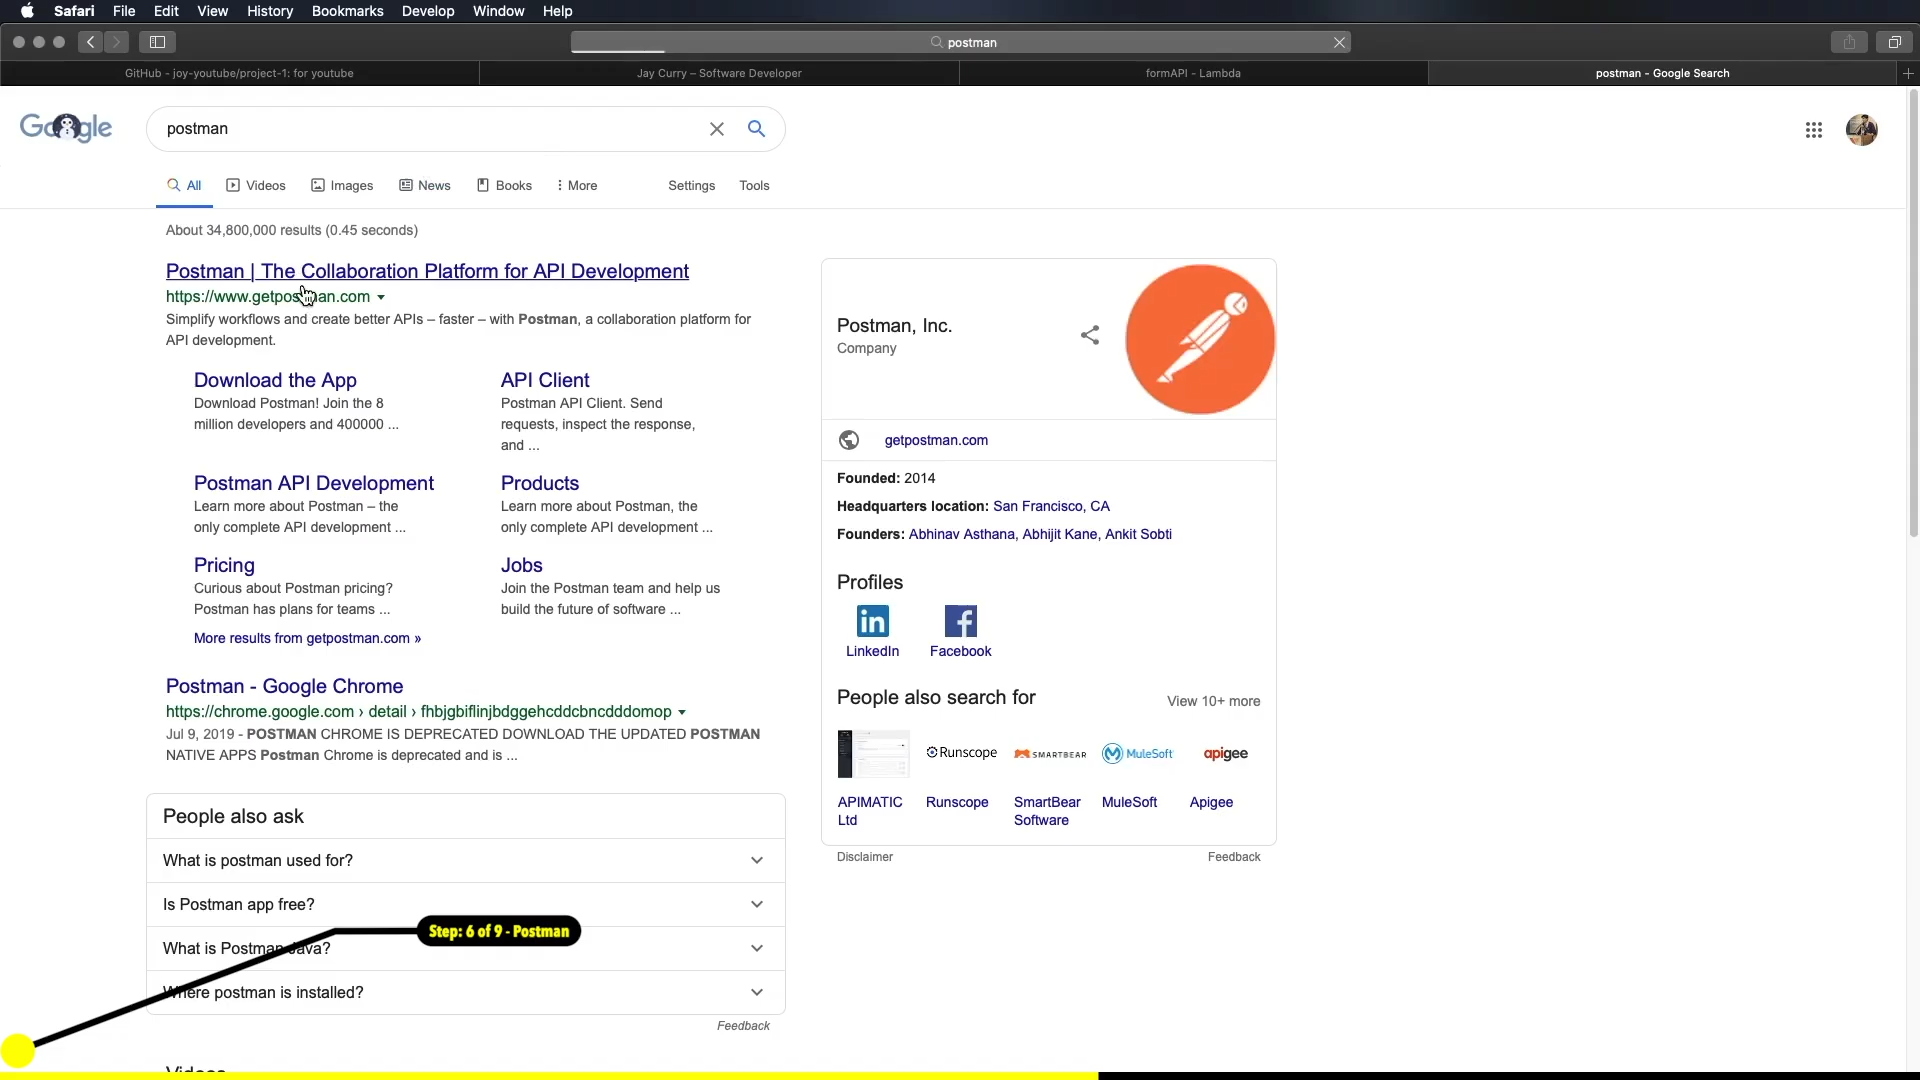 Safari File Edit View History Bookmarks Develop Window Help
postman
GitHub - joy-youtube/project-1: for youtube
Jay Curry – Software Developer
formAPI - Lambda
postman - Google Search
Google
postman
All Videos Images News Books More Settings Tools
About 34,800,000 results (0.45 seconds)
Postman | The Collaboration Platform for API Development
https://www.getpostman.com
Simplify workflows and create better APIs – faster – with Postman, a collaboration platform for
API development.
Download the App
Download Postman! Join the 8
million developers and 400000 ...
API Client
Postman API Client. Send
requests, inspect the response,
and ...
Postman API Development
Learn more about Postman – the
only complete API development ...
Products
Learn more about Postman, the
only complete API development ...
Pricing
Curious about Postman pricing?
Postman has plans for teams ...
Jobs
Join the Postman team and help us
build the future of software ...
More results from getpostman.com »
Postman - Google Chrome
https://chrome.google.com › detail › fhbjgbiflinjbdggehcddcbncdddomop
Jul 9, 2019 - POSTMAN CHROME IS DEPRECATED DOWNLOAD THE UPDATED POSTMAN
NATIVE APPS Postman Chrome is deprecated and is ...
People also ask
What is postman used for?
Is Postman app free?
What is Postman Java?
Where postman is installed?
Feedback
Videos
Step: 6 of 9 - Postman
Postman, Inc.
Company
getpostman.com
Founded: 2014
Headquarters location: San Francisco, CA
Founders: Abhinav Asthana, Abhijit Kane, Ankit Sobti
Profiles
in f
LinkedIn Facebook
People also search for
View 10+ more
Runscope SMARTBEAR MuleSoft apigee
APIMATIC
Ltd
Runscope
SmartBear
Software
MuleSoft
Apigee
Disclaimer
Feedback